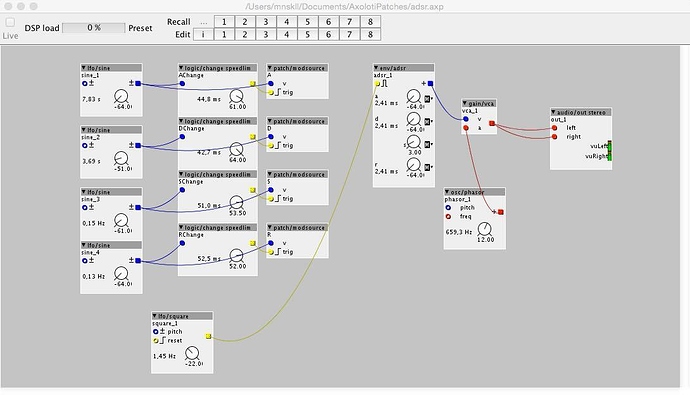 /Users/mnskll/Documents/AxolotiPatches/adsr.axp
Live
DSP load 0 % Preset
Recall ... 1 2 3 4 5 6 7 8
Edit i 1 2 3 4 5 6 7 8
lfo/sine
sine_1
7,83 s
-64.00
logic/change speedlim
AChange
44,8 ms
61.00
patch/modsource
A
v
trig
lfo/sine
sine_2
3,69 s
-51.00
logic/change speedlim
DChange
42,7 ms
64.00
patch/modsource
D
v
trig
lfo/sine
sine_3
0,15 Hz
-61.00
logic/change speedlim
SChange
51,0 ms
53.50
patch/modsource
S
v
trig
lfo/sine
sine_4
0,13 Hz
-64.00
logic/change speedlim
RChange
52,5 ms
52.00
patch/modsource
R
v
trig
lfo/square
square_1
pitch
reset
1,45 Hz
-22.00
env/adsr
adsr_1
a
2,41 ms
-64.00
d
2,41 ms
-64.00
s
3.00
r
2,41 ms
-64.00
gain/vca
vca_1
v
a
osc/phasor
phasor_1
pitch
freq
659,3 Hz
12.00
audio/out stereo
out_1
left
right
vuLeft
vuRight